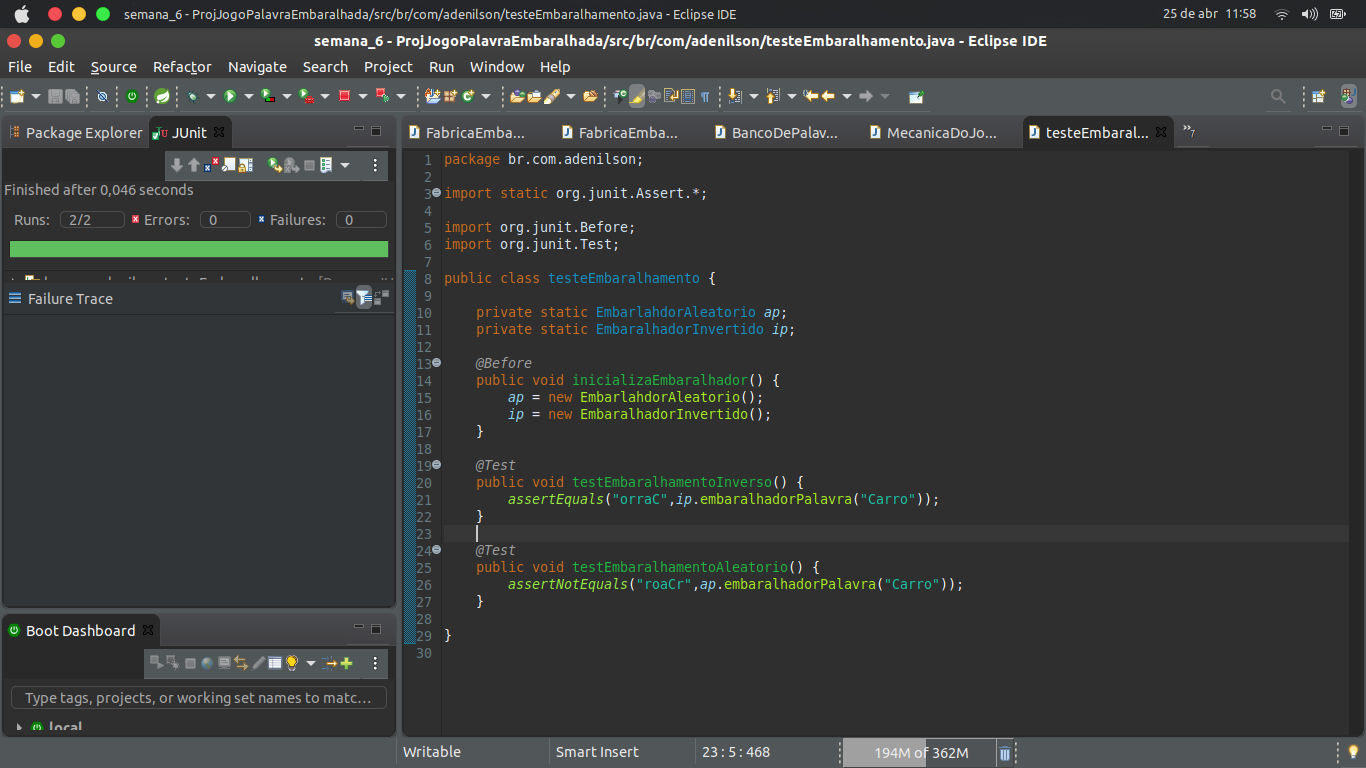 semana_6 - ProjJogoPalavraEmbaralhada/src/br/com/adenilson/testeEmbaralhamento.java - Eclipse IDE
25 de abr 11:58
semana_6 - ProjJogoPalavraEmbaralhada/src/br/com/adenilson/testeEmbaralhamento.java - Eclipse IDE
File Edit Source Refactor Navigate Search Project Run Window Help
Package Explorer JUnit
Finished after 0,046 seconds
Runs: 2/2 Errors: 0 Failures: 0
Failure Trace
Boot Dashboard
Type tags, projects, or working set names to matc...
local
FabricaEmba... FabricaEmba... BancoDePalav... MecanicaDoJo... testeEmbaral... »7
1 package br.com.adenilson;
2
3 import static org.junit.Assert.*;
4
5 import org.junit.Before;
6 import org.junit.Test;
7
8 public class testeEmbaralhamento {
9
10 private static EmbarlahdorAleatorio ap;
11 private static EmbaralhadorInvertido ip;
12
13 @Before
14 public void inicializaEmbaralhador() {
15 ap = new EmbarlahdorAleatorio();
16 ip = new EmbaralhadorInvertido();
17 }
18
19 @Test
20 public void testEmbaralhamentoInverso() {
21 assertEquals("orraC",ip.embaralhadorPalavra("Carro"));
22 }
23
24 @Test
25 public void testEmbaralhamentoAleatorio() {
26 assertNotEquals("roaCr",ap.embaralhadorPalavra("Carro"));
27 }
28
29 }
30
Writable Smart Insert 23 : 5 : 468 194M of 362M